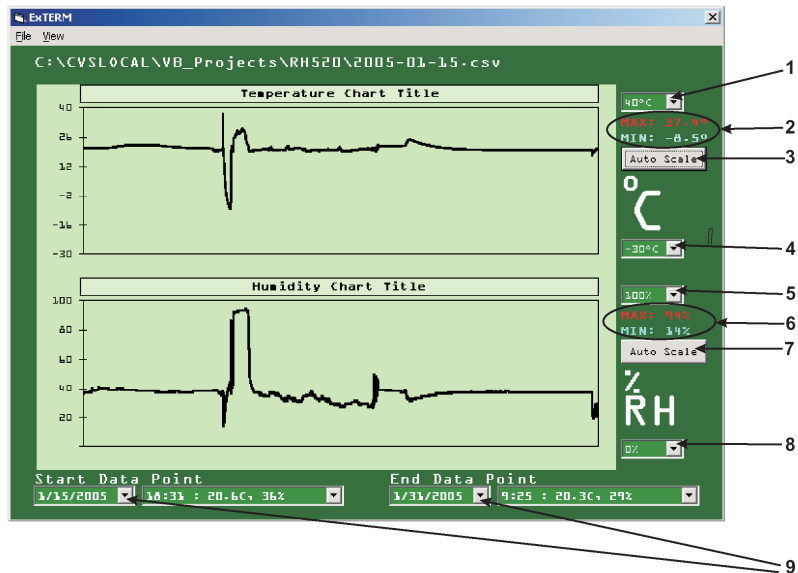 ExTERM
File View
C:\CVSLOCAL\VB_Projects\RH520\2005-01-15.csv
Temperature Chart Title
40
26
12
-2
-16
-30
40°C
MAX: 37.4°
MIN: -8.5°
Auto Scale
°C
-30°C
Humidity Chart Title
100
80
60
40
20
100%
MAX: 94%
MIN: 14%
Auto Scale
%
RH
0%
Start Data Point
End Data Point
1/15/2005
18:31 : 20.6C, 36%
1/31/2005
9:25 : 20.3C, 29%
1
2
3
4
5
6
7
8
9